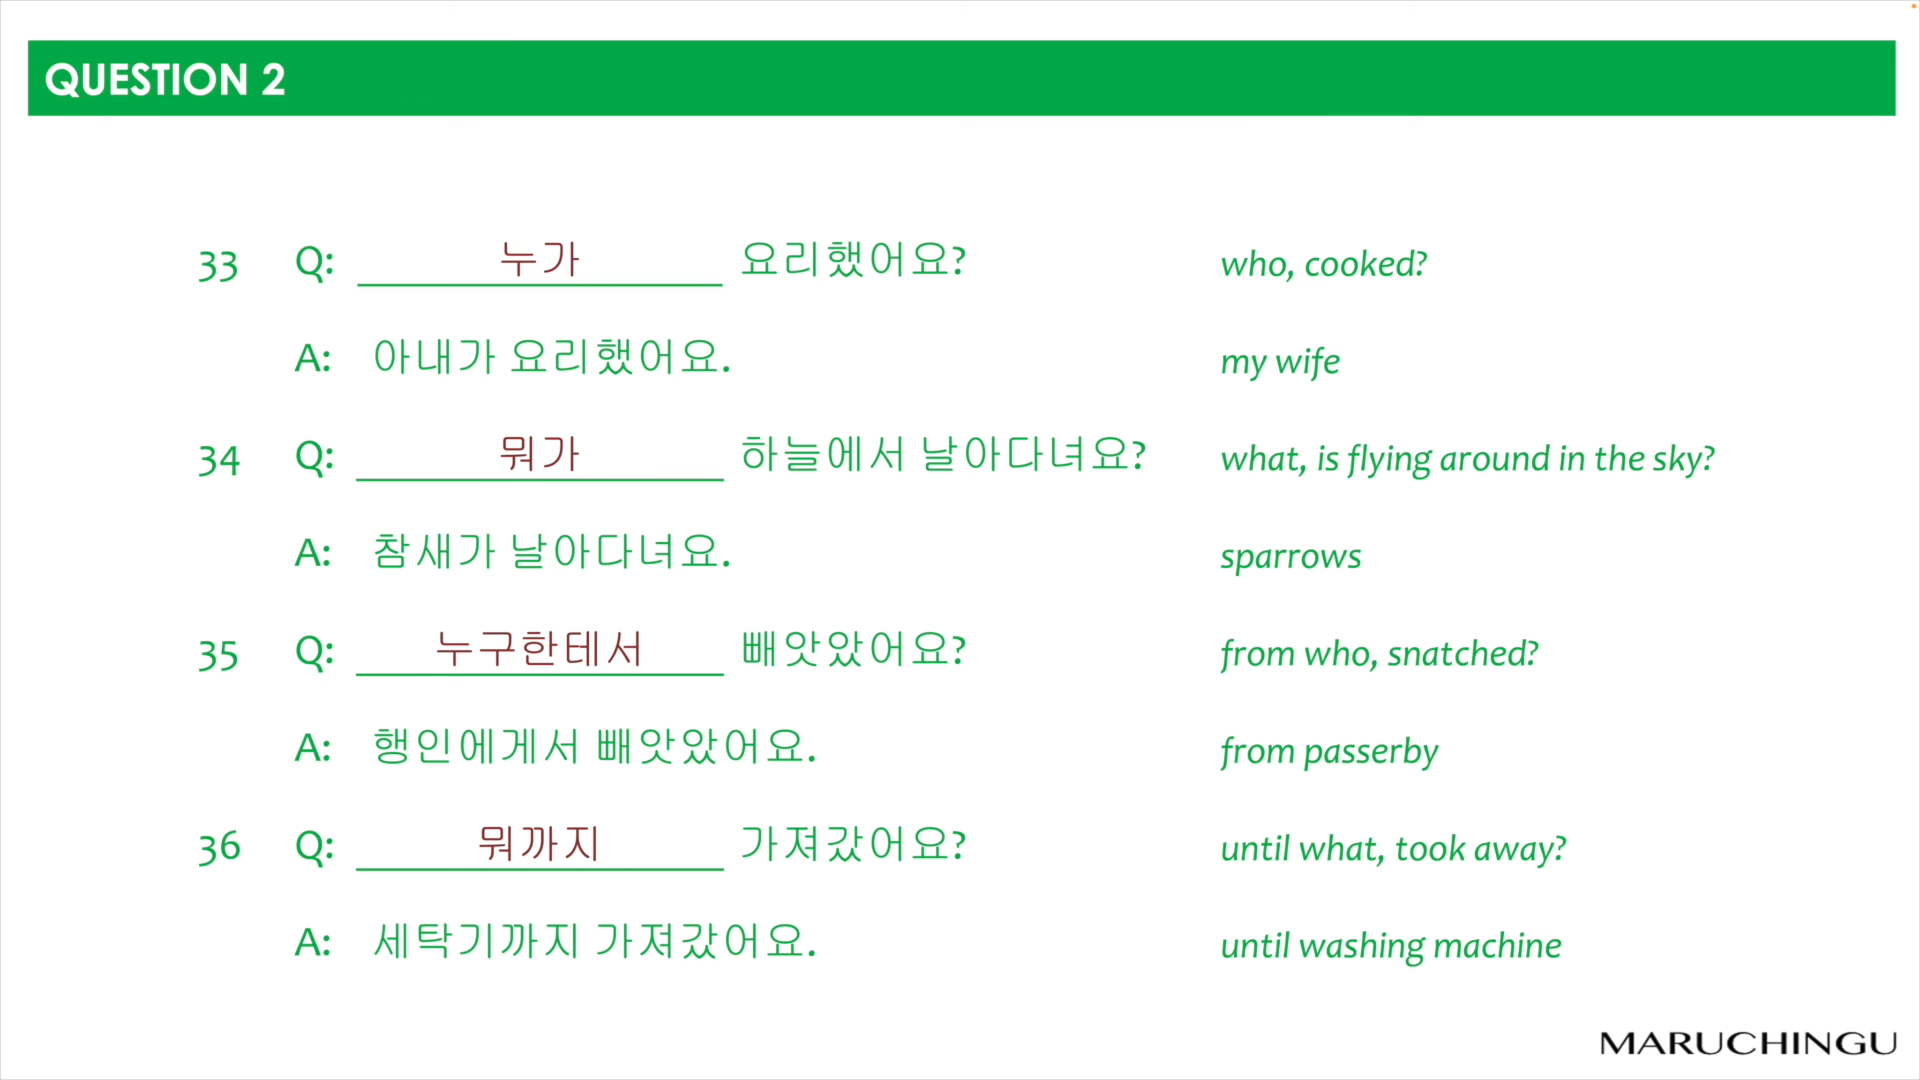 QUESTION 2
33 Q: 누가 요리했어요? who, cooked?
A: 아내가 요리했어요. my wife
34 Q: 뭐가 하늘에서 날아다녀요? what, is flying around in the sky?
A: 참새가 날아다녀요. sparrows
35 Q: 누구한테서 빼앗았어요? from who, snatched?
A: 행인에게서 빼앗았어요. from passerby
36 Q: 뭐까지 가져갔어요? until what, took away?
A: 세탁기까지 가져갔어요. until washing machine
MARUCHINGU